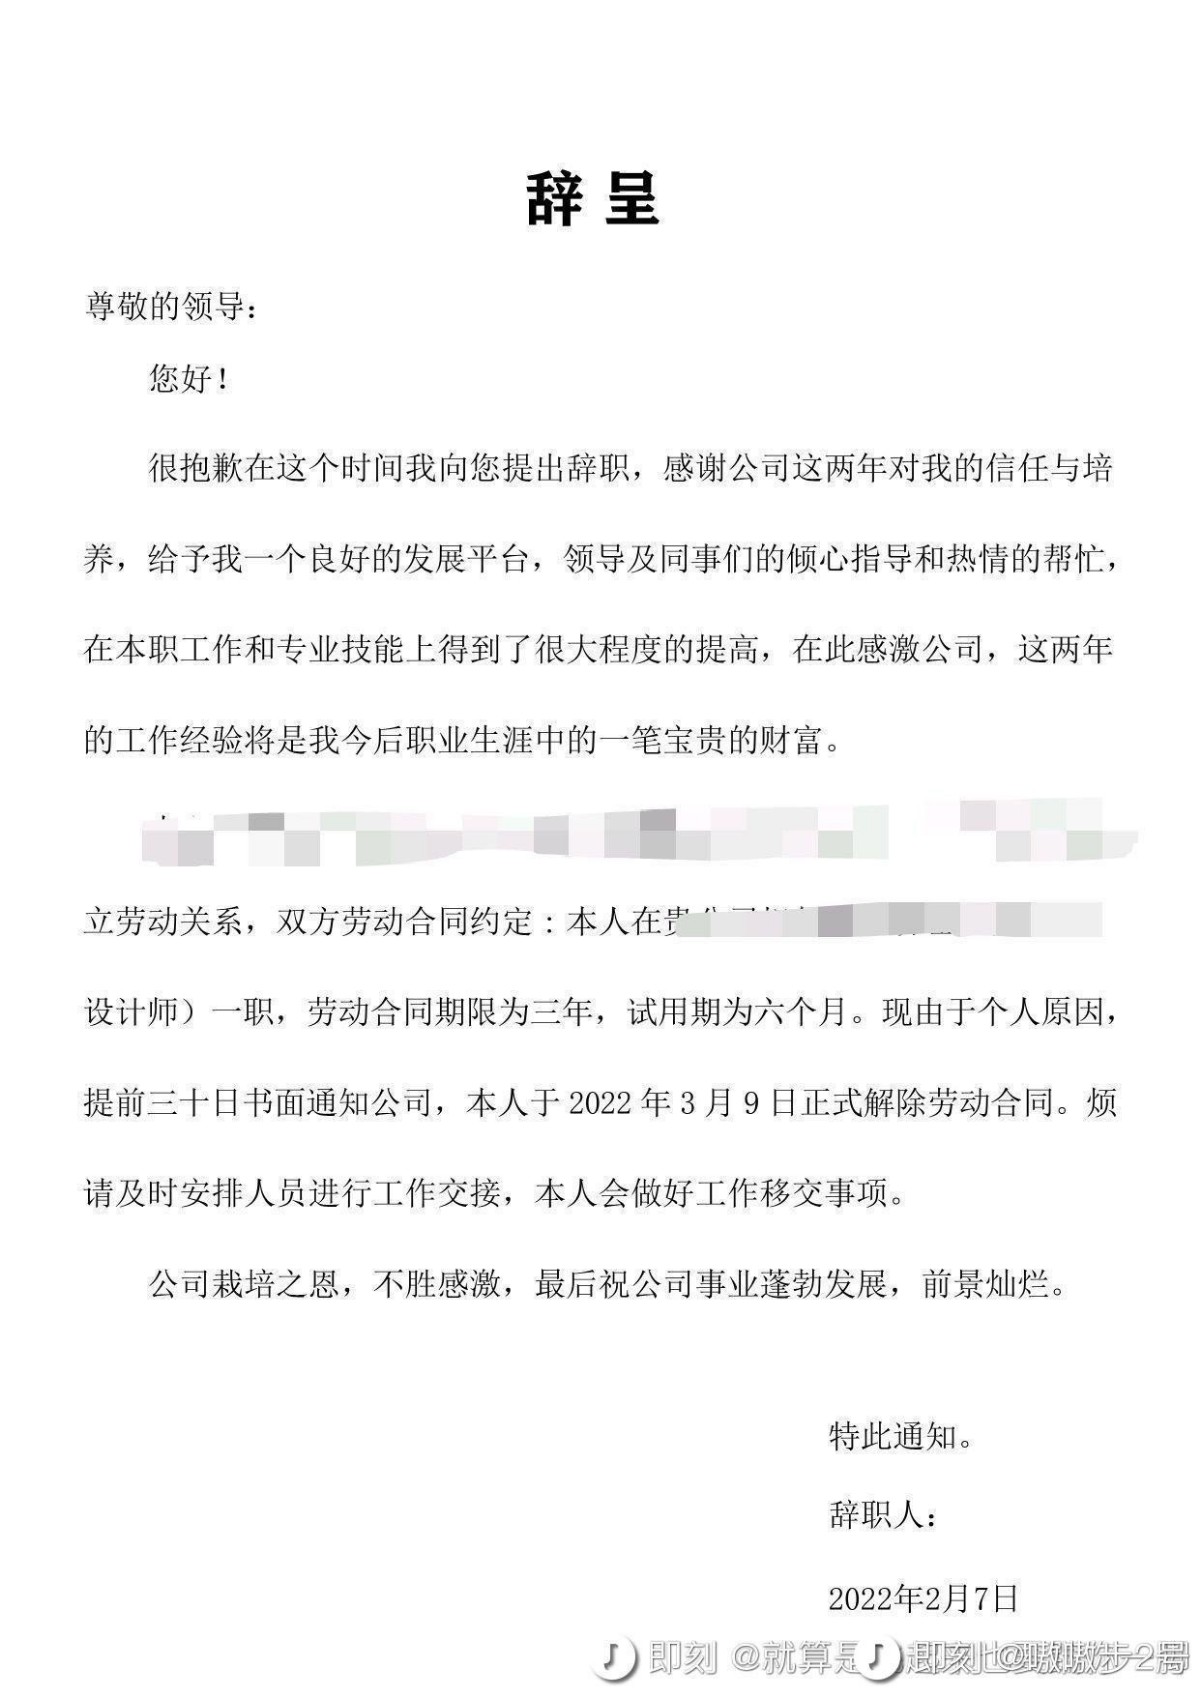 辞呈
尊敬的领导：
您好！
很抱歉在这个时间我向您提出辞职，感谢公司这两年对我的信任与培
养，给予我一个良好的发展平台，领导及同事们的倾心指导和热情的帮忙，
在本职工作和专业技能上得到了很大程度的提高，在此感激公司，这两年
的工作经验将是我今后职业生涯中的一笔宝贵的财富。
立劳动关系，双方劳动合同约定：本人在贵
设计师）一职，劳动合同期限为三年，试用期为六个月。现由于个人原因，
提前三十日书面通知公司，本人于 2022 年 3 月 9 日正式解除劳动合同。烦
请及时安排人员进行工作交接，本人会做好工作移交事项。
公司栽培之恩，不胜感激，最后祝公司事业蓬勃发展，前景灿烂。
特此通知。
辞职人：
2022年2月7日
即刻 @就算是
即刻